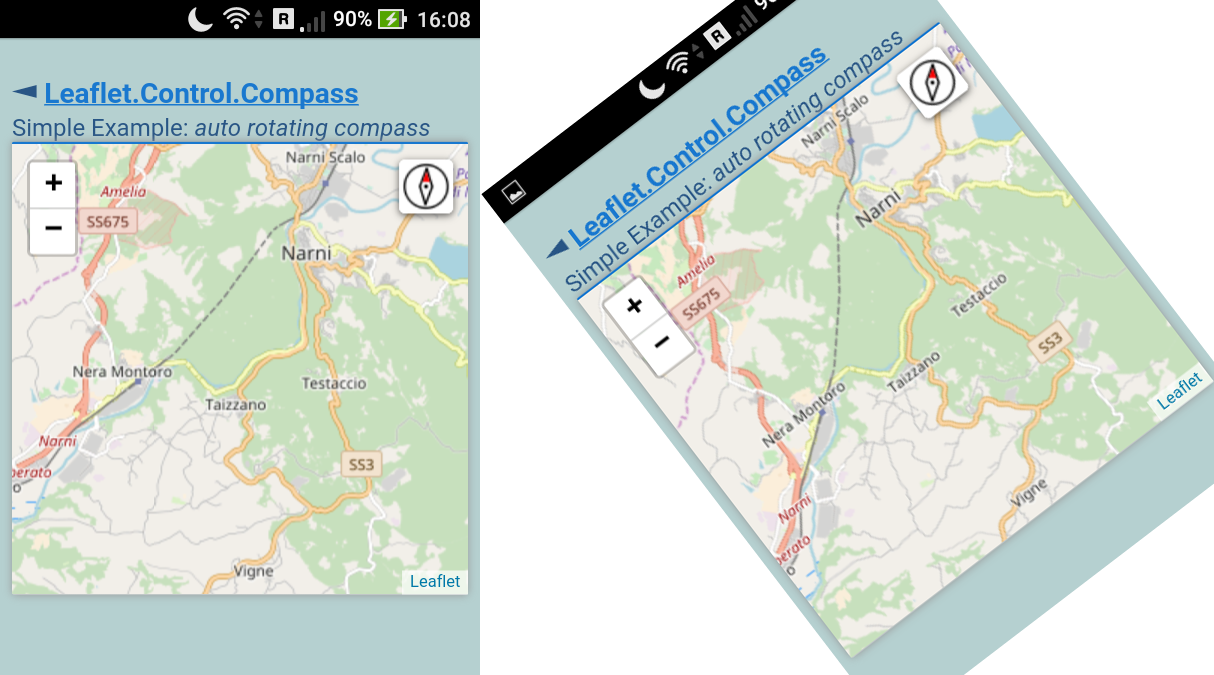 R 90% 16:08
◄ Leaflet.Control.Compass
Simple Example: auto rotating compass
+
−
Narni Scalo
Amelia
SS675
Narni
Nera Montoro
Testaccio
Taizzano
Narni
perato
o
SS3
Vigne
Leaflet
R
◄ Leaflet.Control.Compass
Simple Example: auto rotating compass
+
−
Narni Scalo
Narni
Amelia
SS675
Testaccio
SS3
Taizzano
Nera Montoro
Leaflet
Narni
perato
o
Vigne